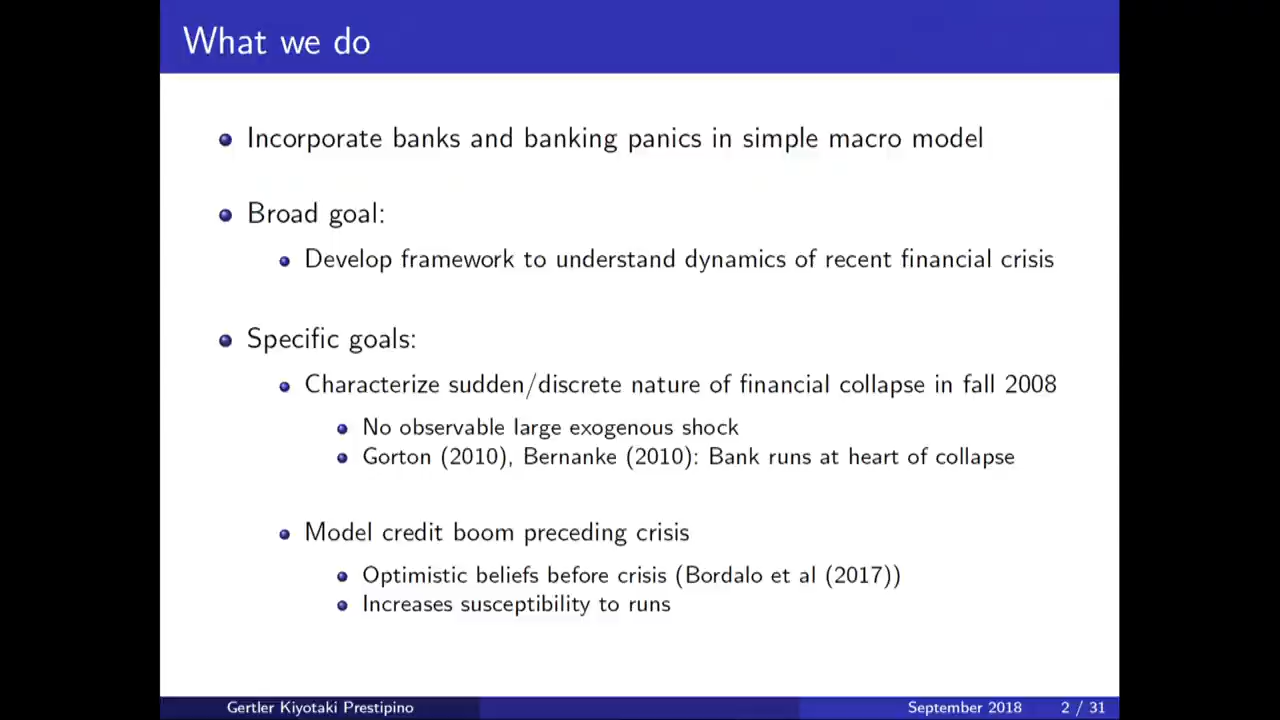 What we do
Incorporate banks and banking panics in simple macro model
Broad goal:
Develop framework to understand dynamics of recent financial crisis
Specific goals:
Characterize sudden/discrete nature of financial collapse in fall 2008
No observable large exogenous shock
Gorton (2010), Bernanke (2010): Bank runs at heart of collapse
Model credit boom preceding crisis
Optimistic beliefs before crisis (Bordalo et al (2017))
Increases susceptibility to runs
Gertler Kiyotaki Prestipino September 2018 2 / 31